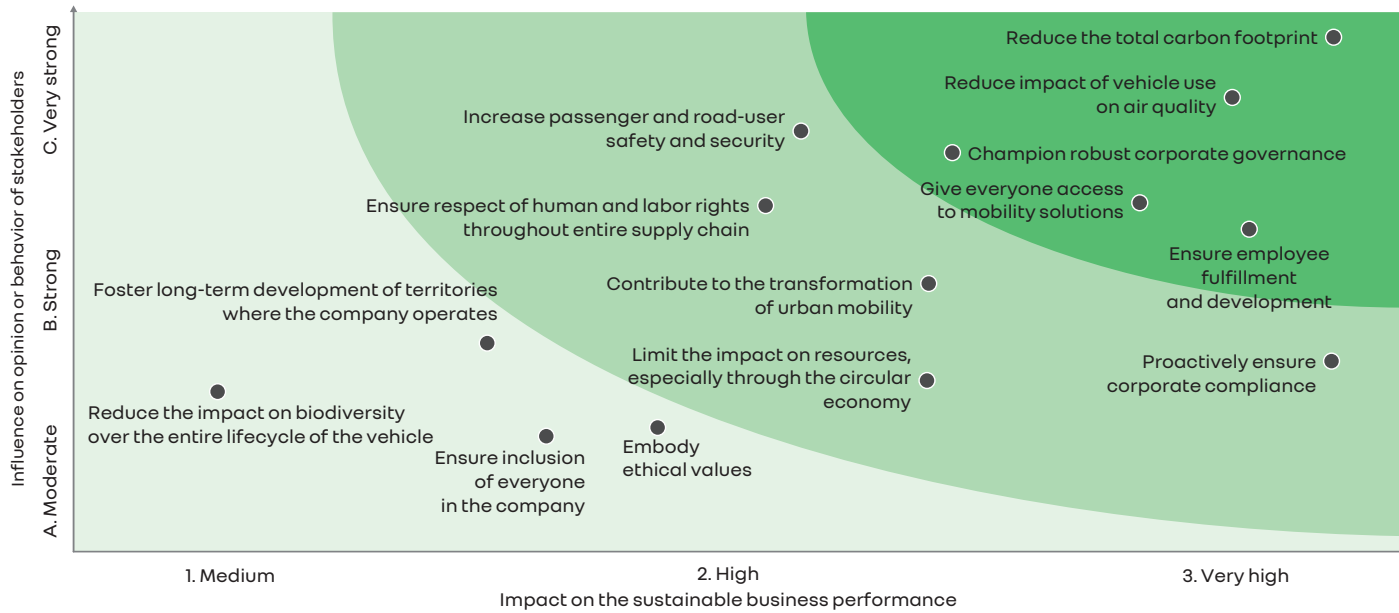 Influence on opinion or behavior of stakeholders
C. Very strong
B. Strong
A. Moderate
Reduce the total carbon footprint
Reduce impact of vehicle use
on air quality
Increase passenger and road-user
safety and security
Champion robust corporate governance
Give everyone access
to mobility solutions
Ensure respect of human and labor rights
throughout entire supply chain
Ensure employee
fulfillment
and development
Contribute to the transformation
of urban mobility
Foster long-term development of territories
where the company operates
Limit the impact on resources,
especially through the circular
economy
Proactively ensure
corporate compliance
Reduce the impact on biodiversity
over the entire lifecycle of the vehicle
Embody
ethical values
Ensure inclusion
of everyone
in the company
1. Medium
2. High
3. Very high
Impact on the sustainable business performance